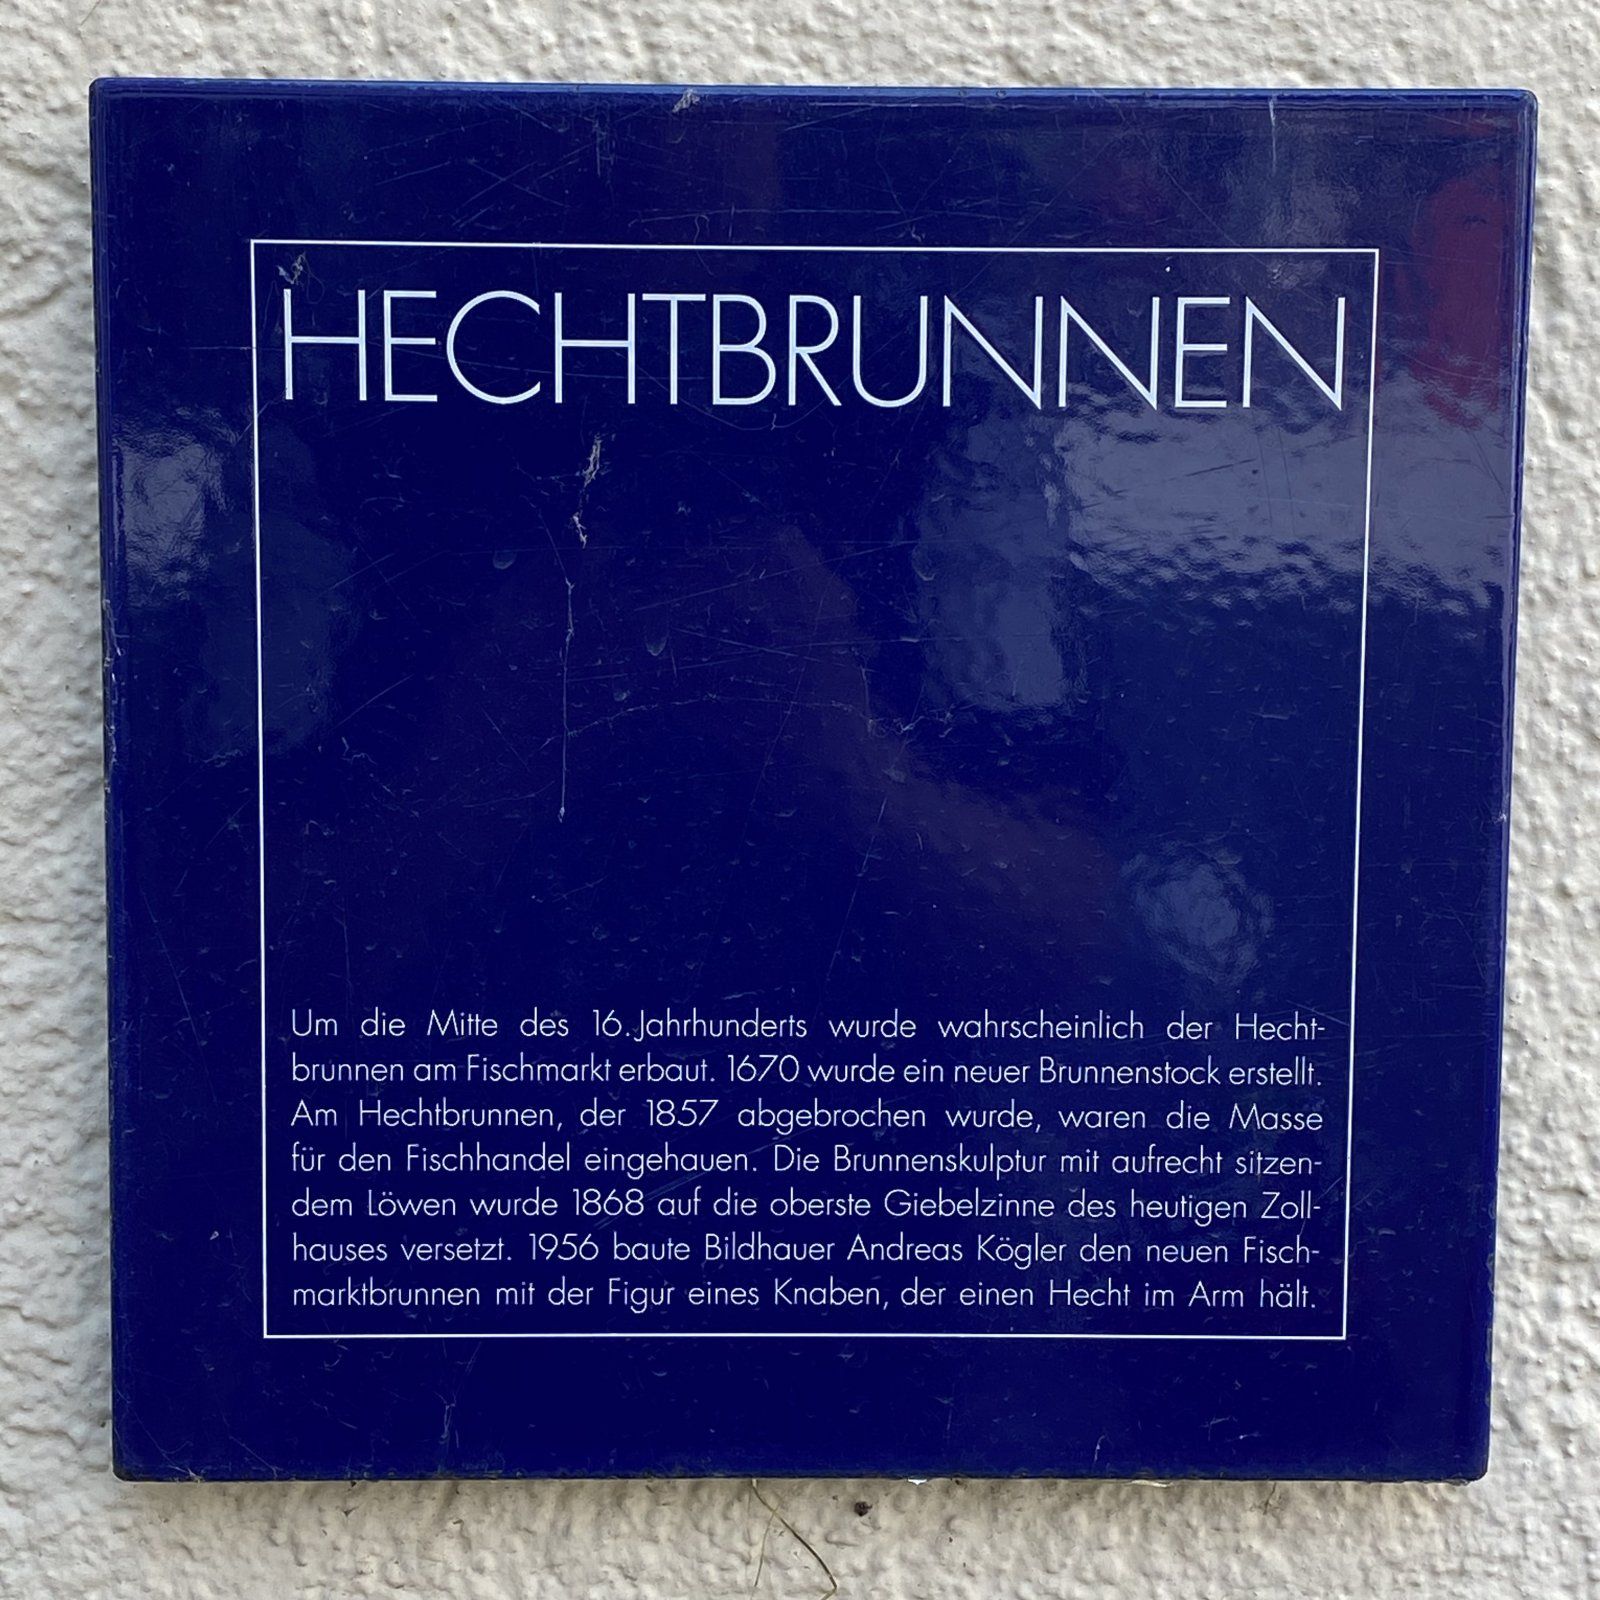 HECHTBRUNNEN
Um die Mitte des 16. Jahrhunderts wurde wahrscheinlich der Hecht-
brunnen am Fischmarkt erbaut. 1670 wurde ein neuer Brunnenstock erstellt.
Am Hechtbrunnen, der 1857 abgebrochen wurde, waren die Masse
für den Fischhandel eingehauen. Die Brunnenskulptur mit aufrecht sitzen-
dem Löwen wurde 1868 auf die oberste Giebelzinne des heutigen Zoll-
hauses versetzt. 1956 baute Bildhauer Andreas Kögler den neuen Fisch-
marktbrunnen mit der Figur eines Knaben, der einen Hecht im Arm hält.